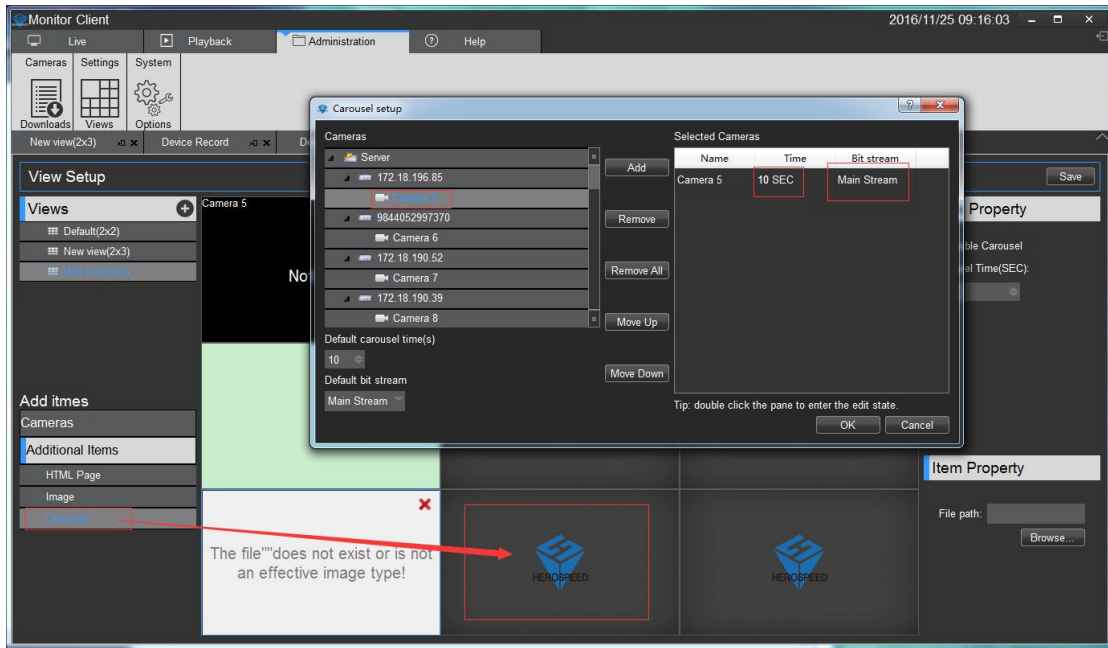 Monitor Client
2016/11/25 09:16:03
Live
Playback
Administration
Help
Cameras
Settings
System
Downloads
Views
Options
New view(2x3)
Device Record
View Setup
Save
Views
Default(2x2)
New view(2x3)
Camera 5
No
Add itmes
Cameras
Additional Items
HTML Page
Image
Carousel
The file""does not exist or is not
an effective image type!
HEROSPEED
HEROSPEED
Carousel setup
Cameras
Server
172.18.196.85
Camera 5
9844052997370
Camera 6
172.18.190.52
Camera 7
172.18.190.39
Camera 8
Default carousel time(s)
10
Default bit stream
Main Stream
Add
Remove
Remove All
Move Up
Move Down
Selected Cameras
Name Time Bit stream
Camera 5 10 SEC Main Stream
Tip: double click the pane to enter the edit state.
OK
Cancel
Property
ble Carousel
el Time(SEC):
Item Property
File path:
Browse...